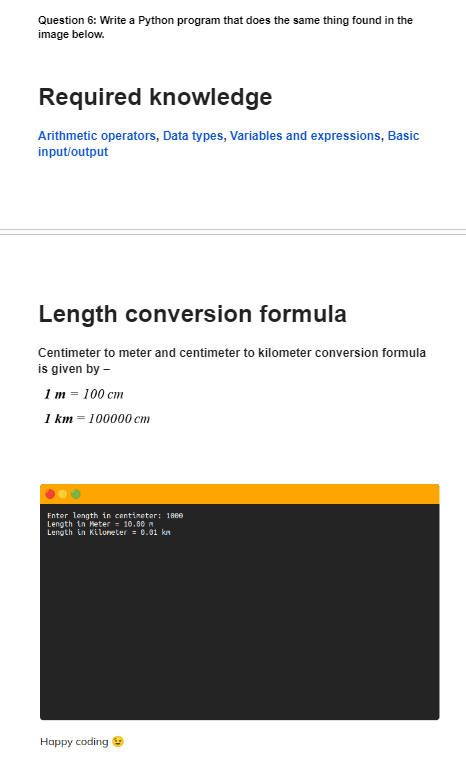 Question 6: Write a Python program that does the same thing found in the
image below.
Required knowledge
Arithmetic operators, Data types, Variables and expressions, Basic
input/output
Length conversion formula
Centimeter to meter and centimeter to kilometer conversion formula
is given by –
1 m = 100 cm
1 km = 100000 cm
Enter length in centimeter: 1000
Length in Meter = 10.00 m
Length in Kilometer = 0.01 km
Happy coding 😉